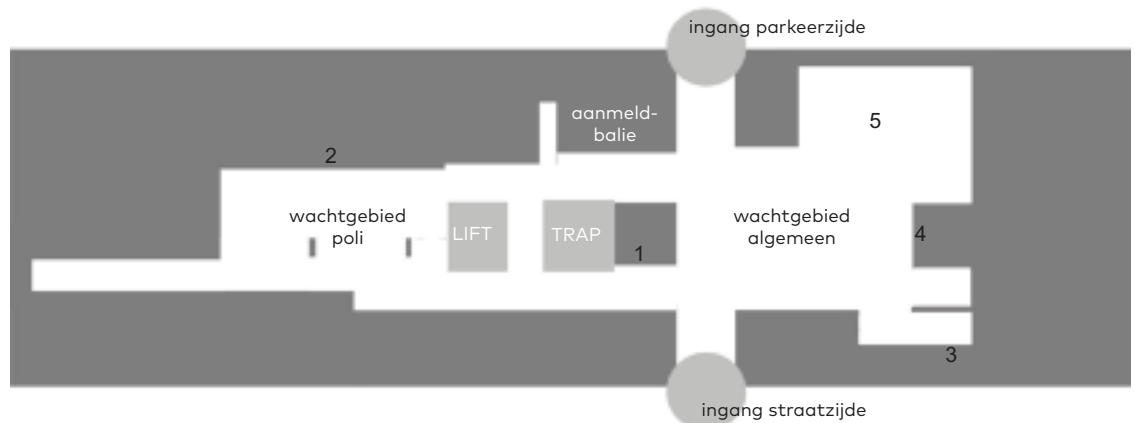 ingang parkeerzijde
aanmeld-
balie
5
2
wachtgebied
poli
LIFT
TRAP
1
wachtgebied
algemeen
4
3
ingang straatzijde